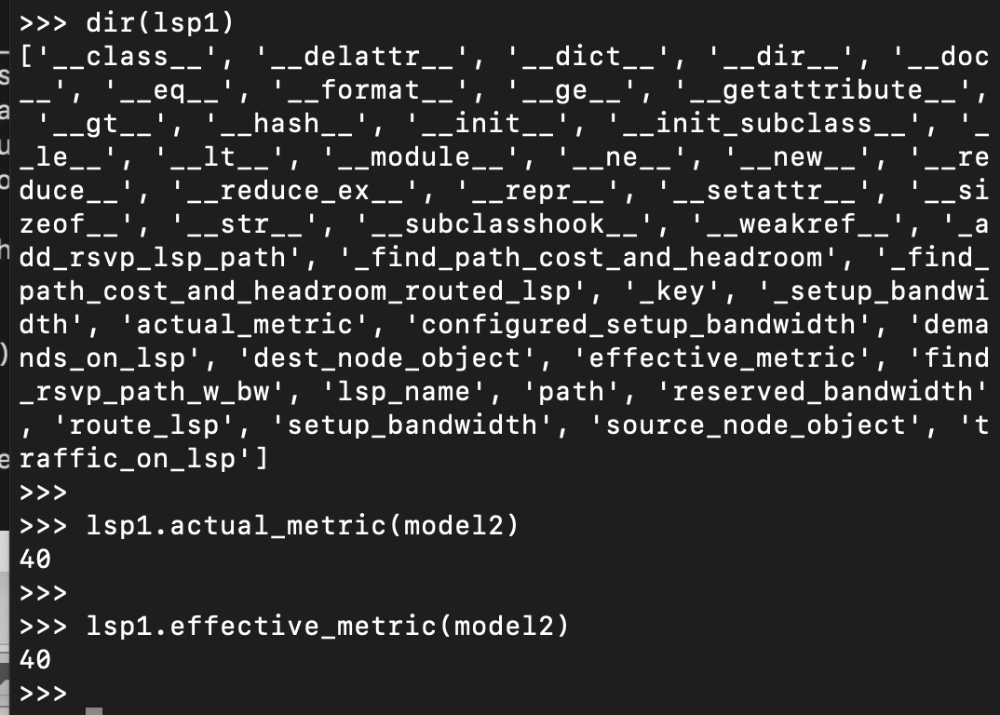 >>> dir(lsp1)
['__class__', '__delattr__', '__dict__', '__dir__', '__doc
__', '__eq__', '__format__', '__ge__', '__getattribute__',
 '__gt__', '__hash__', '__init__', '__init_subclass__', '_
_le__', '__lt__', '__module__', '__ne__', '__new__', '__re
duce__', '__reduce_ex__', '__repr__', '__setattr__', '__si
zeof__', '__str__', '__subclasshook__', '__weakref__', '_a
dd_rsvp_lsp_path', '_find_path_cost_and_headroom', '_find_
path_cost_and_headroom_routed_lsp', '_key', '_setup_bandwi
dth', 'actual_metric', 'configured_setup_bandwidth', 'dema
nds_on_lsp', 'dest_node_object', 'effective_metric', 'find
_rsvp_path_w_bw', 'lsp_name', 'path', 'reserved_bandwidth'
, 'route_lsp', 'setup_bandwidth', 'source_node_object', 't
raffic_on_lsp']
>>>
>>> lsp1.actual_metric(model2)
40
>>>
>>> lsp1.effective_metric(model2)
40
>>>